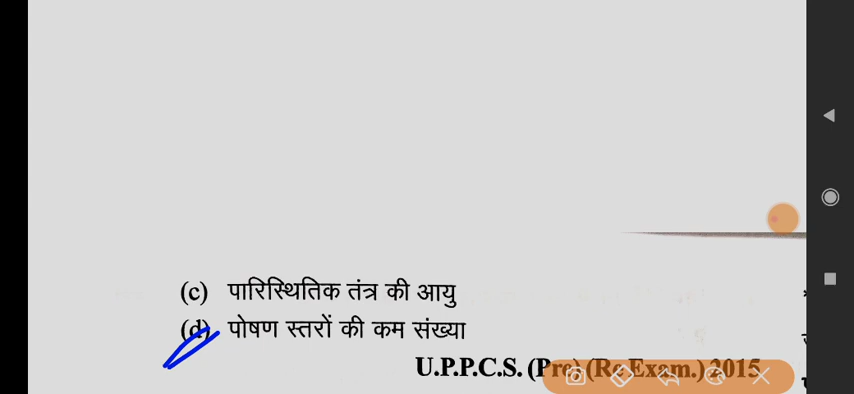 (c) पारिस्थितिक तंत्र की आयु
(d) पोषण स्तरों की कम संख्या
U.P.P.C.S. (Pre) (Re Exam.) 2015